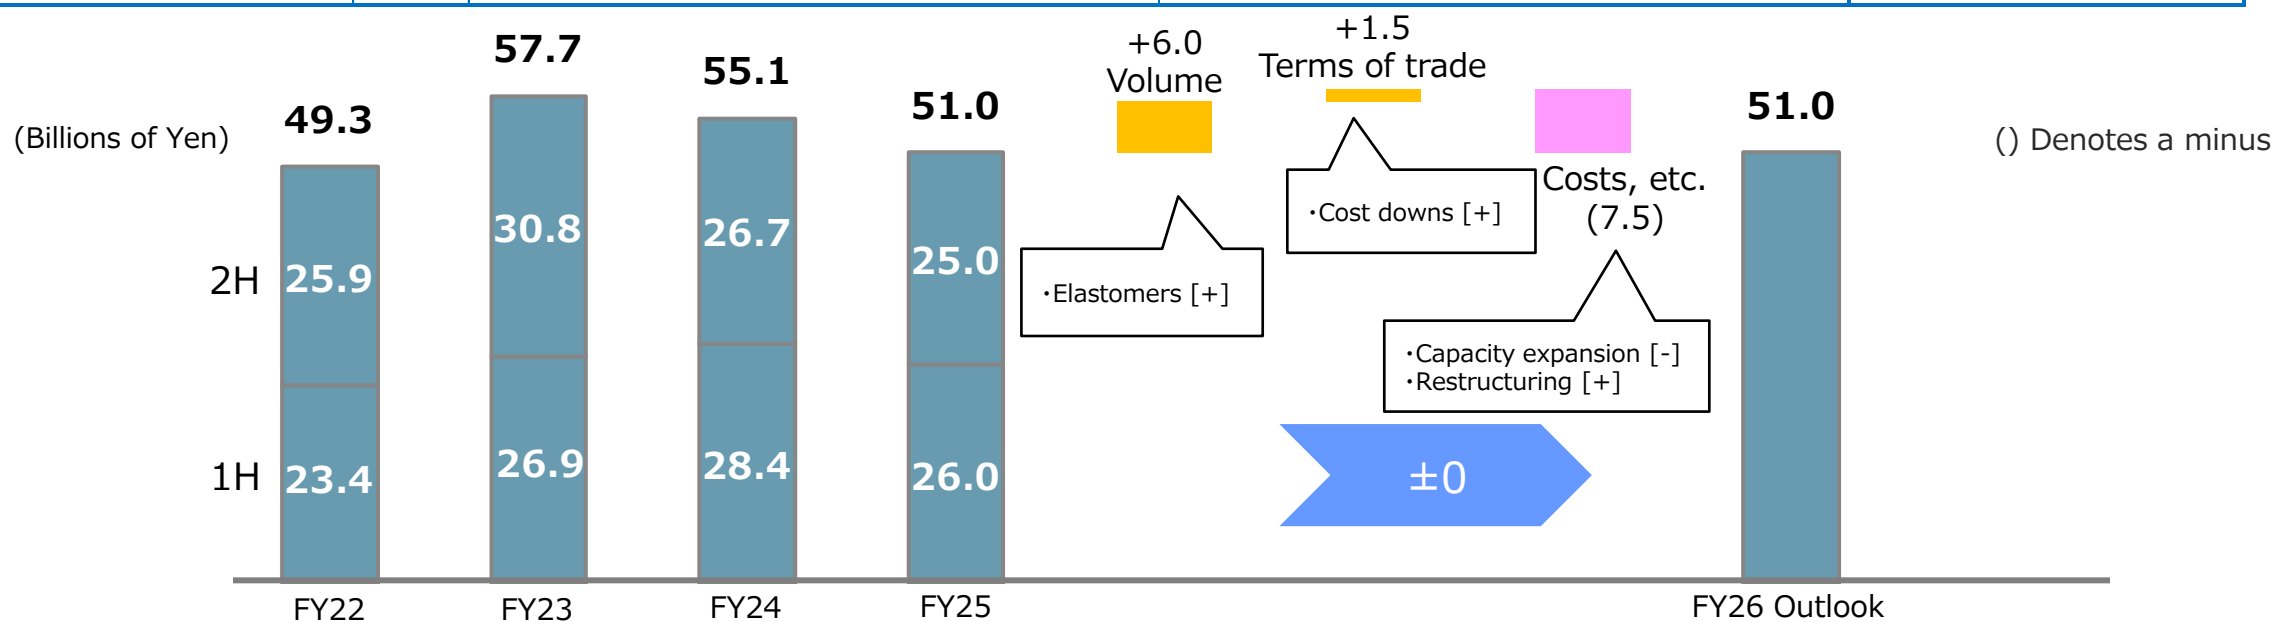 (Billions of Yen)
() Denotes a minus
49.3
57.7
55.1
51.0
+6.0
Volume
+1.5
Terms of trade
Costs, etc.
(7.5)
51.0
2H
25.9
30.8
26.7
25.0
1H
23.4
26.9
28.4
26.0
・Elastomers [+]
・Cost downs [+]
・Capacity expansion [-]
・Restructuring [+]
±0
FY22
FY23
FY24
FY25
FY26 Outlook